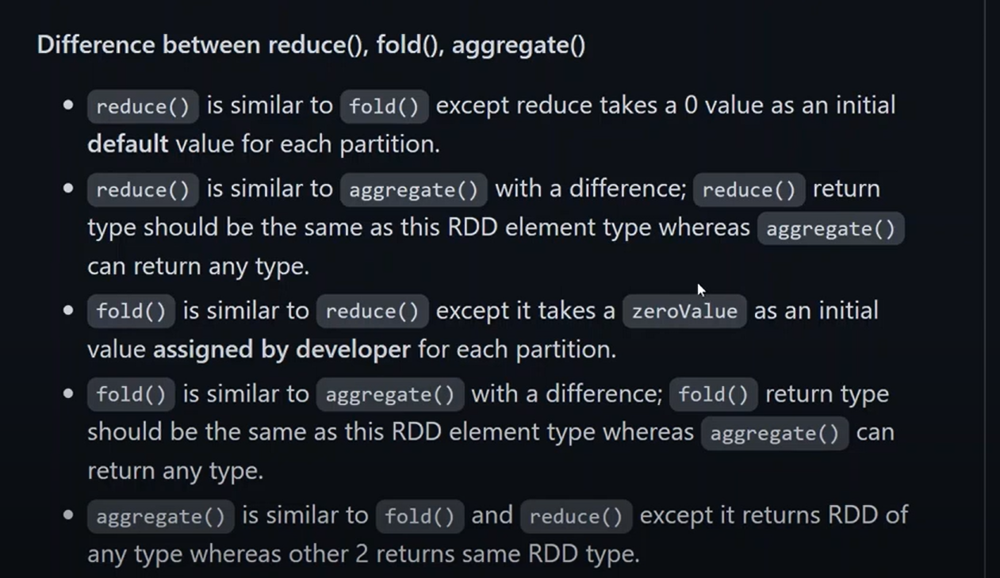 Difference between reduce(), fold(), aggregate()
• reduce() is similar to fold() except reduce takes a 0 value as an initial
default value for each partition.
• reduce() is similar to aggregate() with a difference; reduce() return
type should be the same as this RDD element type whereas aggregate()
can return any type.
• fold() is similar to reduce() except it takes a zeroValue as an initial
value assigned by developer for each partition.
• fold() is similar to aggregate() with a difference; fold() return type
should be the same as this RDD element type whereas aggregate() can
return any type.
• aggregate() is similar to fold() and reduce() except it returns RDD of
any type whereas other 2 returns same RDD type.